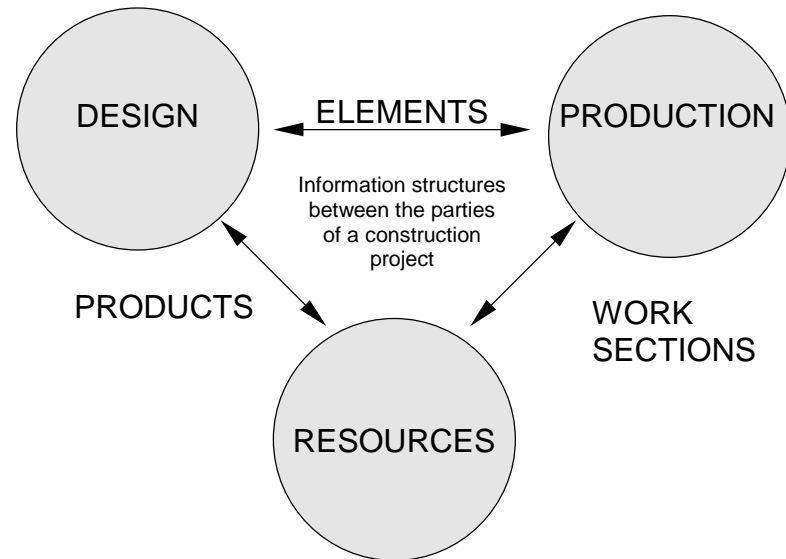 DESIGN
ELEMENTS
PRODUCTION
Information structures
between the parties
of a construction
project
PRODUCTS
WORK
SECTIONS
RESOURCES